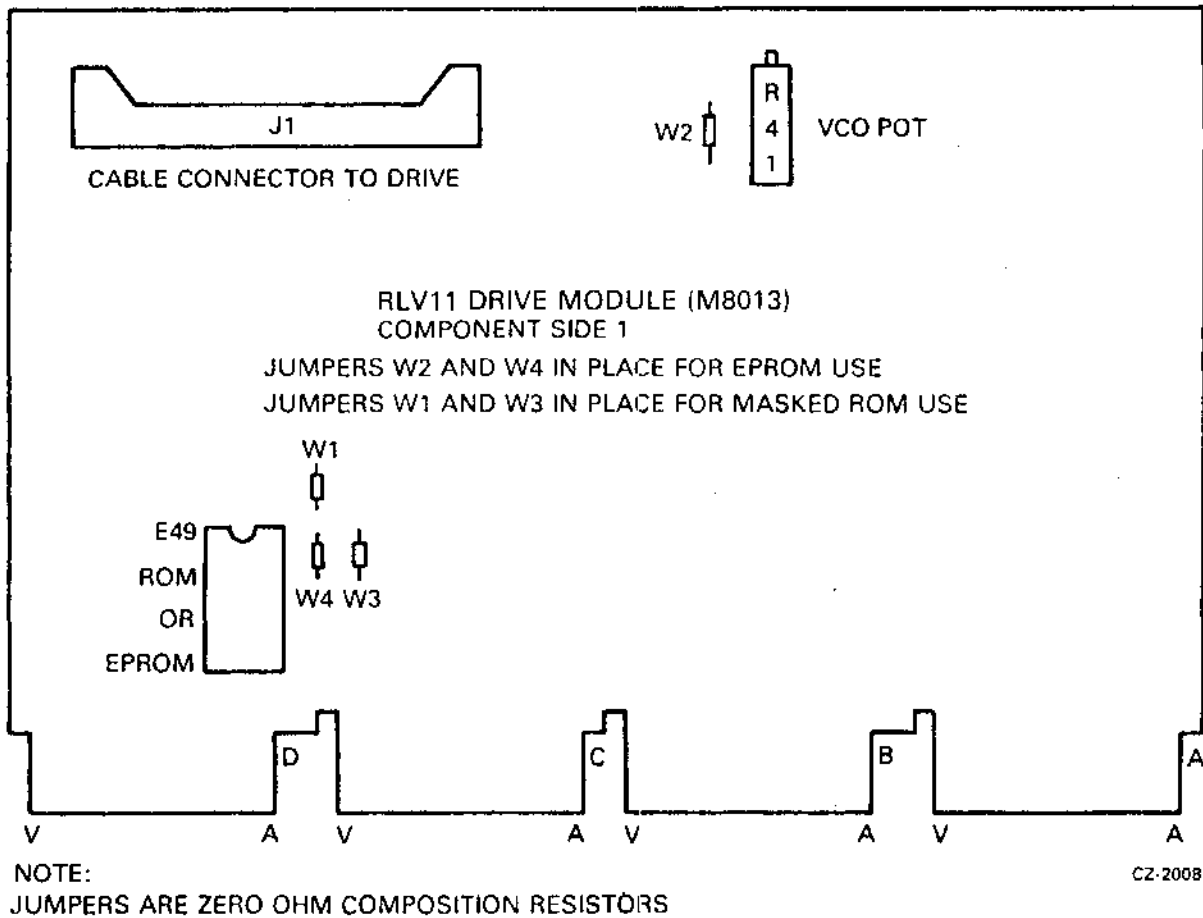 J1
CABLE CONNECTOR TO DRIVE
W2
R
4
1
VCO POT
RLV11 DRIVE MODULE (M8013)
COMPONENT SIDE 1
JUMPERS W2 AND W4 IN PLACE FOR EPROM USE
JUMPERS W1 AND W3 IN PLACE FOR MASKED ROM USE
W1
E49
ROM
OR
EPROM
W4 W3
D C B A
V A V A V A V A
NOTE:
JUMPERS ARE ZERO OHM COMPOSITION RESISTORS
CZ-2008